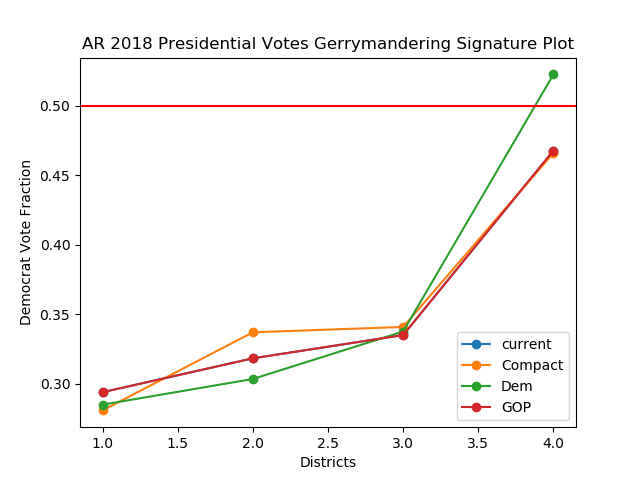 AR 2018 Presidential Votes Gerrymandering Signature Plot
Democrat Vote Fraction
0.50
0.45
0.40
0.35
0.30
current
Compact
Dem
GOP
1.0 1.5 2.0 2.5 3.0 3.5 4.0
Districts